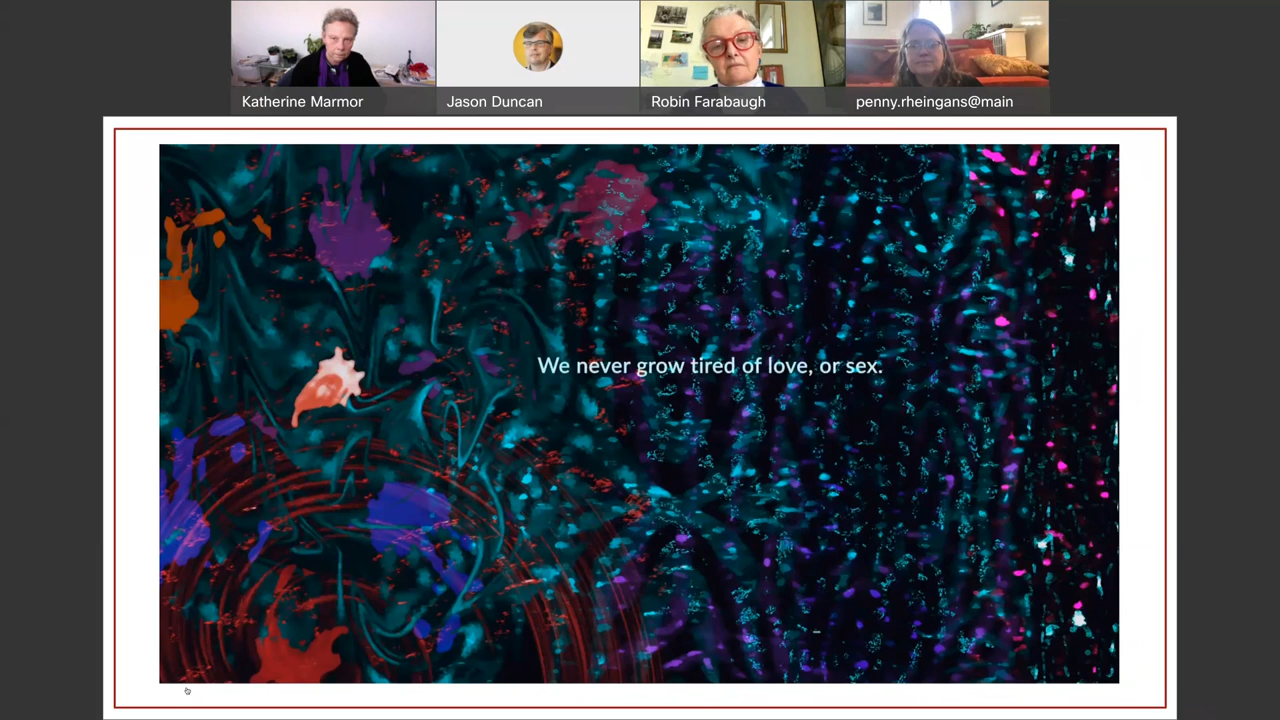 Katherine Marmor
Jason Duncan
Robin Farabaugh
penny.rheingans@main
We never grow tired of love, or sex.